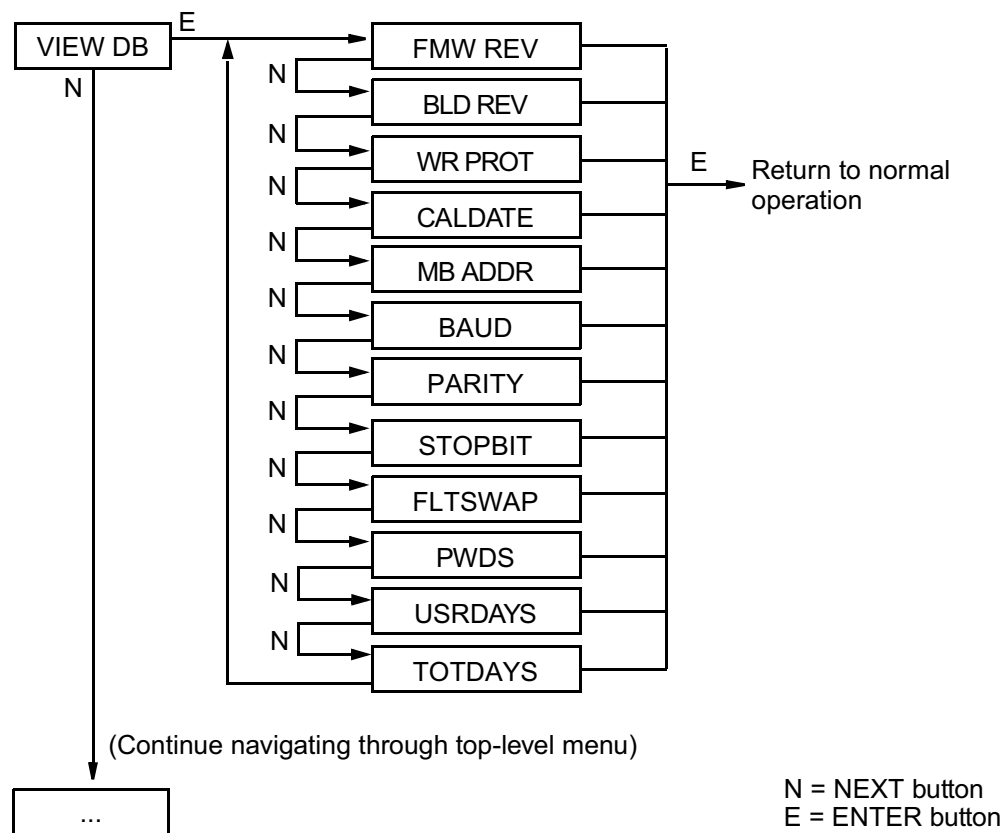 E
VIEW DB
N
FMW REV
N
BLD REV
N
WR PROT
N
CALDATE
N
MB ADDR
N
BAUD
N
PARITY
N
STOPBIT
N
FLTSWAP
N
PWDS
N
USRDAYS
N
TOTDAYS
E
Return to normal
operation
(Continue navigating through top-level menu)
...
N = NEXT button
E = ENTER button